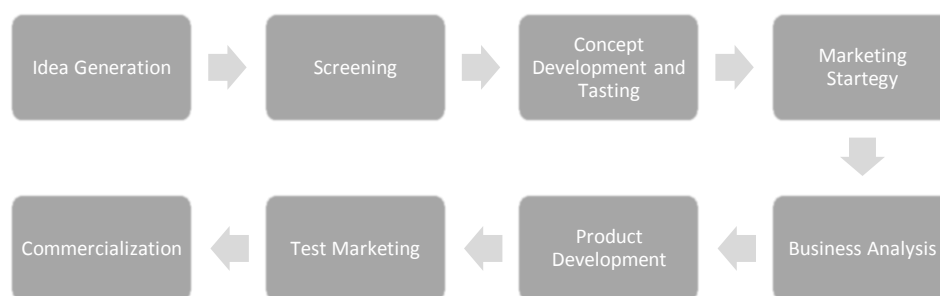 Idea Generation
Screening
Concept
Development and
Tasting
Marketing
Startegy
Business Analysis
Product
Development
Test Marketing
Commercialization